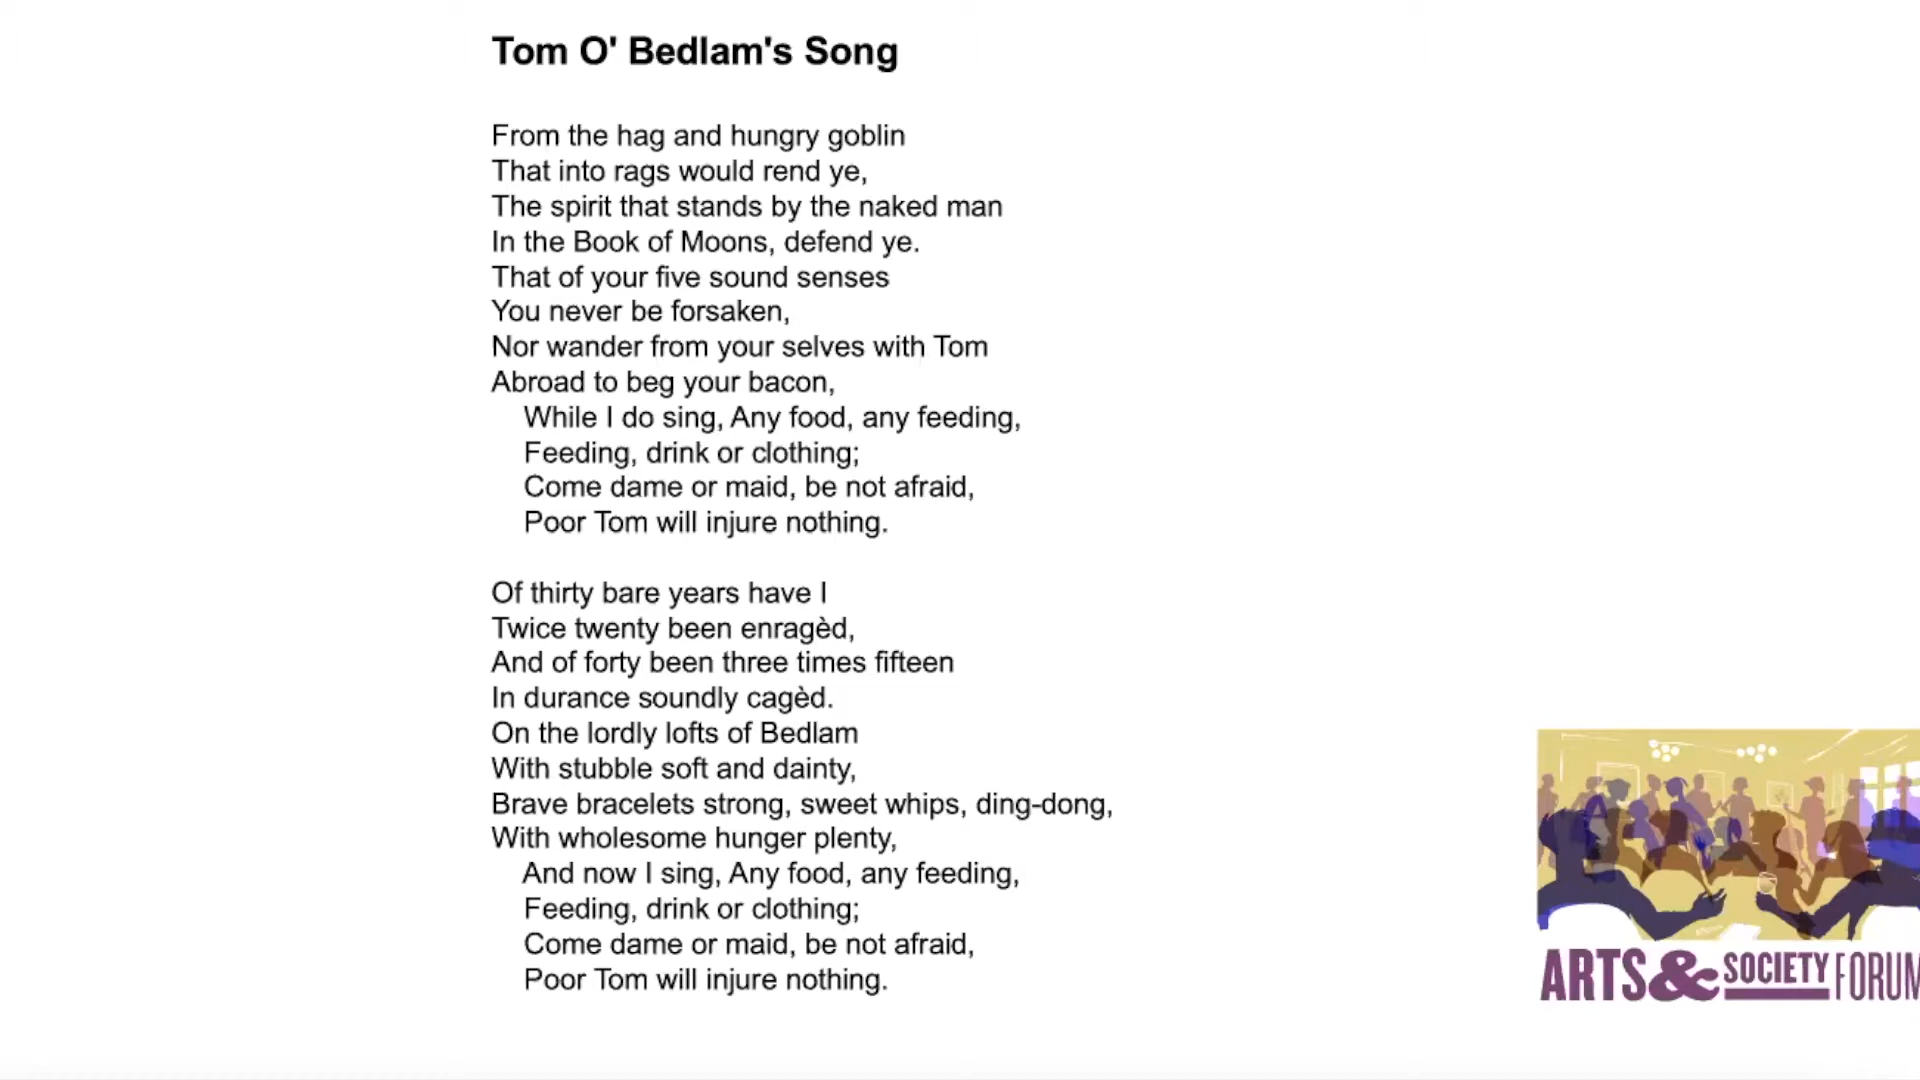 Tom O' Bedlam's Song
From the hag and hungry goblin
That into rags would rend ye,
The spirit that stands by the naked man
In the Book of Moons, defend ye.
That of your five sound senses
You never be forsaken,
Nor wander from your selves with Tom
Abroad to beg your bacon,
While I do sing, Any food, any feeding,
Feeding, drink or clothing;
Come dame or maid, be not afraid,
Poor Tom will injure nothing.
Of thirty bare years have I
Twice twenty been enragèd,
And of forty been three times fifteen
In durance soundly cagèd.
On the lordly lofts of Bedlam
With stubble soft and dainty,
Brave bracelets strong, sweet whips, ding-dong,
With wholesome hunger plenty,
And now I sing, Any food, any feeding,
Feeding, drink or clothing;
Come dame or maid, be not afraid,
Poor Tom will injure nothing.
ARTS & SOCIETY FORUM